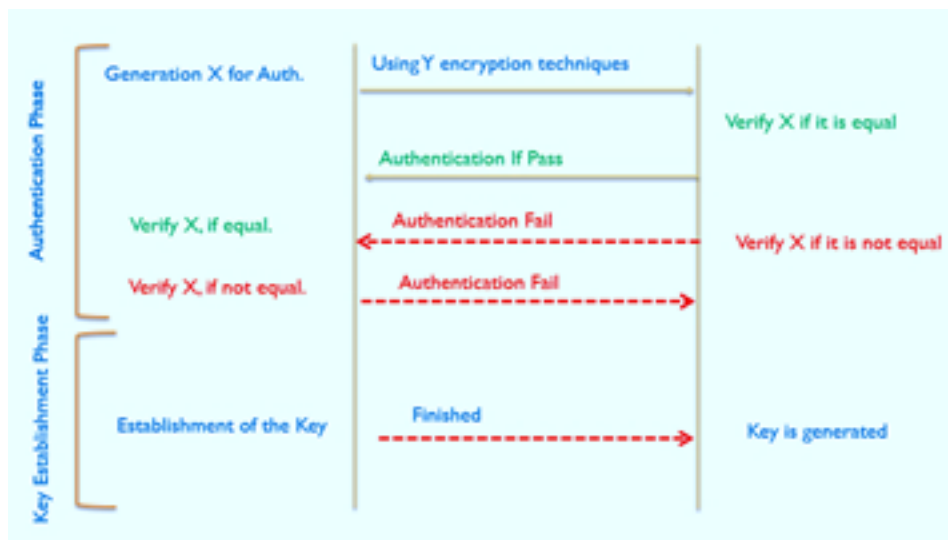 Authentication Phase
Generation X for Auth.
Using Y encryption techniques
Verify X if it is equal
Authentication If Pass
Verify X, if equal.
Authentication Fail
Verify X if it is not equal
Verify X, if not equal.
Authentication Fail
Key Establishment Phase
Establishment of the Key
Finished
Key is generated